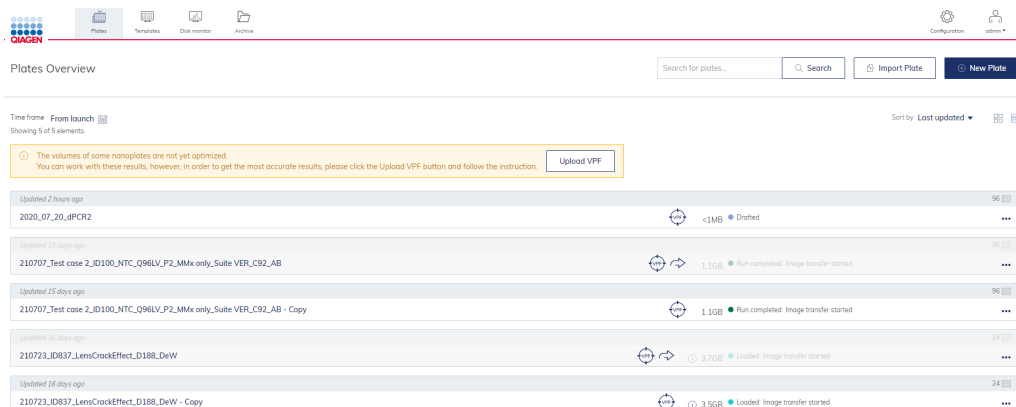 QIAGEN
Plates
Templates
Disk monitor
Archive
Configuration
admin
Plates Overview
Search for plates...
Search
Import Plate
New Plate
Time frame From launch
Sort by Last updated
Showing 5 of 5 elements.
The volumes of some nanoplates are not yet optimized.
You can work with these results, however, in order to get the most accurate results, please click the Upload VPF button and follow the instruction.
Upload VPF
Updated 2 hours ago 96
2020_07_20_dPCR2 VPF <1MB Drafted
Updated 15 days ago 96
210707_Test case 2_ID100_NTC_Q96LV_P2_MMx only_Suite VER_C92_AB VPF 1.1GB Run completed: Image transfer started
Updated 15 days ago 96
210707_Test case 2_ID100_NTC_Q96LV_P2_MMx only_Suite VER_C92_AB - Copy VPF 1.1GB Run completed: Image transfer started
Updated 16 days ago 24
210723_ID837_LensCrackEffect_D188_DeW VPF 3.7GB Loaded: Image transfer started
Updated 16 days ago 24
210723_ID837_LensCrackEffect_D188_DeW - Copy VPF 3.5GB Loaded: Image transfer started